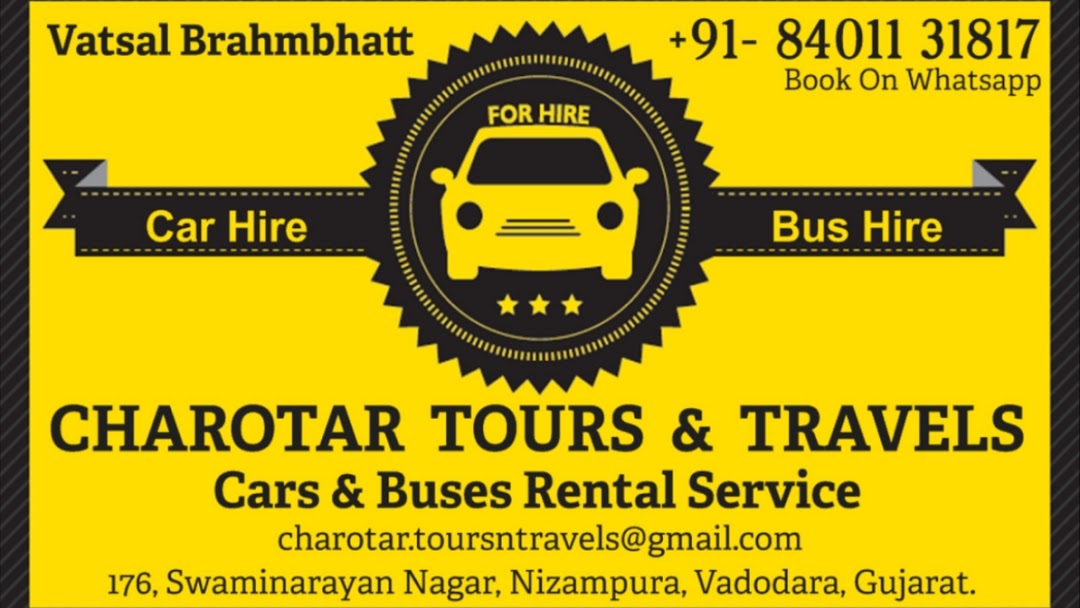 Vatsal Brahmbhatt
+91- 84011 31817
Book On Whatsapp
FOR HIRE
Car Hire
Bus Hire
CHAROTAR TOURS & TRAVELS
Cars & Buses Rental Service
charotar.toursntravels@gmail.com
176, Swaminarayan Nagar, Nizampura, Vadodara, Gujarat.